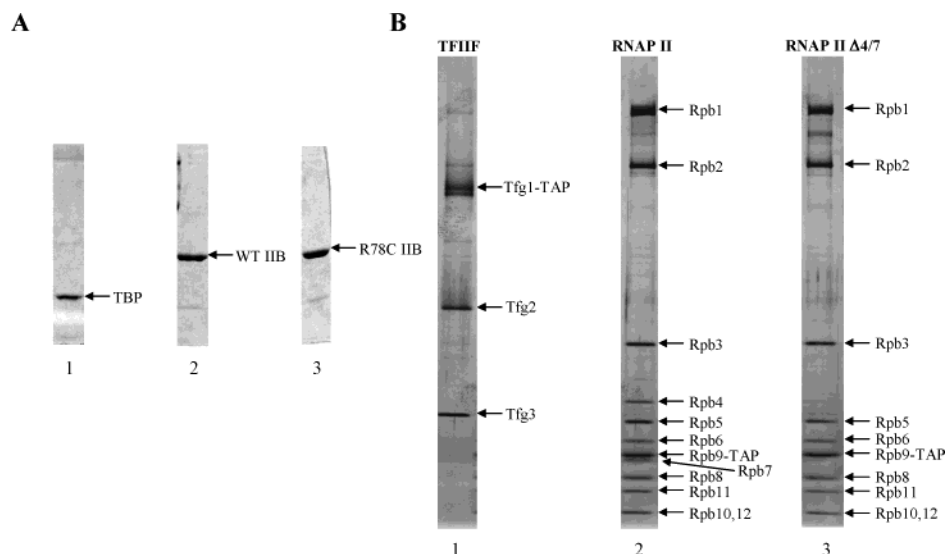 A
TBP
1
WT IIB
2
R78C IIB
3
B
TFIIF
Tfg1-TAP
Tfg2
Tfg3
1
RNAP II
Rpb1
Rpb2
Rpb3
Rpb4
Rpb5
Rpb6
Rpb9-TAP
Rpb7
Rpb8
Rpb11
Rpb10,12
2
RNAP II Δ4/7
Rpb1
Rpb2
Rpb3
Rpb5
Rpb6
Rpb9-TAP
Rpb8
Rpb11
Rpb10,12
3